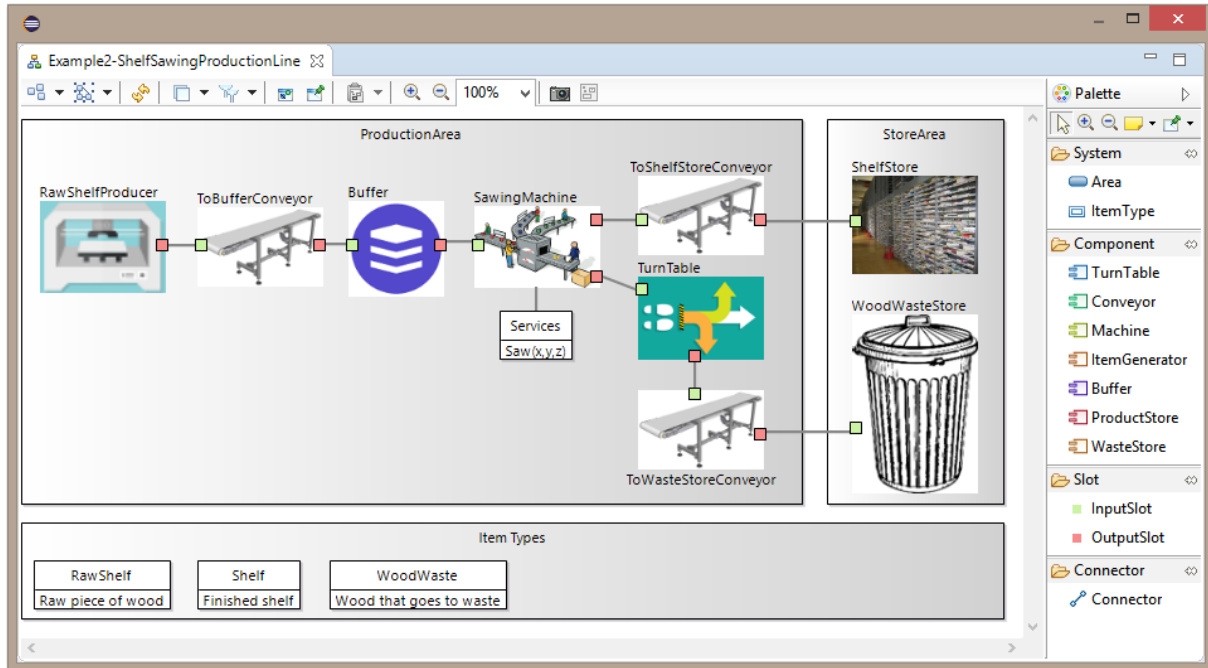 Example2-ShelfSawingProductionLine
100%
ProductionArea
StoreArea
RawShelfProducer
ToBufferConveyor
Buffer
SawingMachine
ToShelfStoreConveyor
ShelfStore
TurnTable
Services
Saw(x,y,z)
WoodWasteStore
ToWasteStoreConveyor
Item Types
RawShelf
Raw piece of wood
Shelf
Finished shelf
WoodWaste
Wood that goes to waste
Palette
System
Area
ItemType
Component
TurnTable
Conveyor
Machine
ItemGenerator
Buffer
ProductStore
WasteStore
Slot
InputSlot
OutputSlot
Connector
Connector